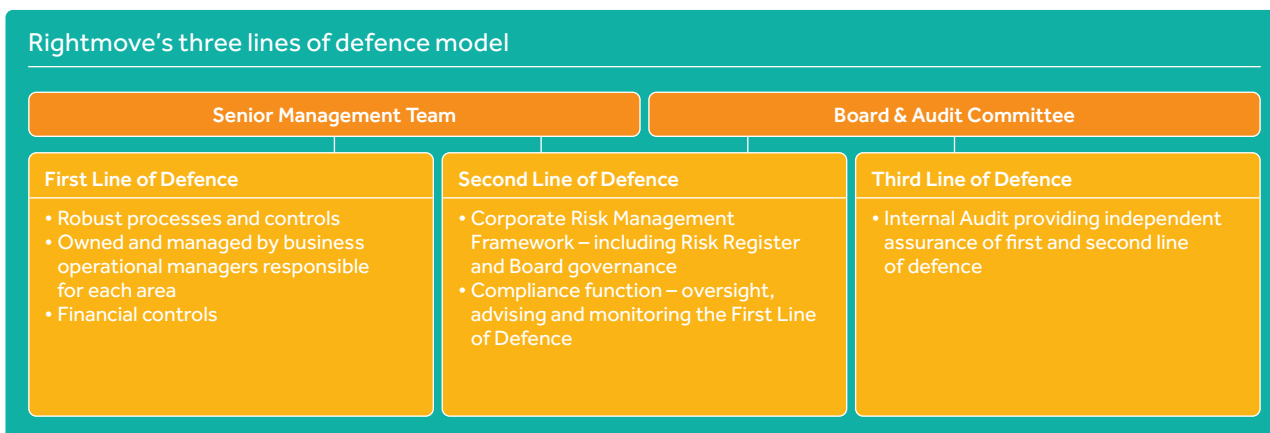 Rightmove’s three lines of defence model
Senior Management Team
Board & Audit Committee
First Line of Defence
• Robust processes and controls
• Owned and managed by business
operational managers responsible
for each area
• Financial controls
Second Line of Defence
• Corporate Risk Management
Framework – including Risk Register
and Board governance
• Compliance function – oversight,
advising and monitoring the First Line
of Defence
Third Line of Defence
• Internal Audit providing independent
assurance of first and second line
of defence